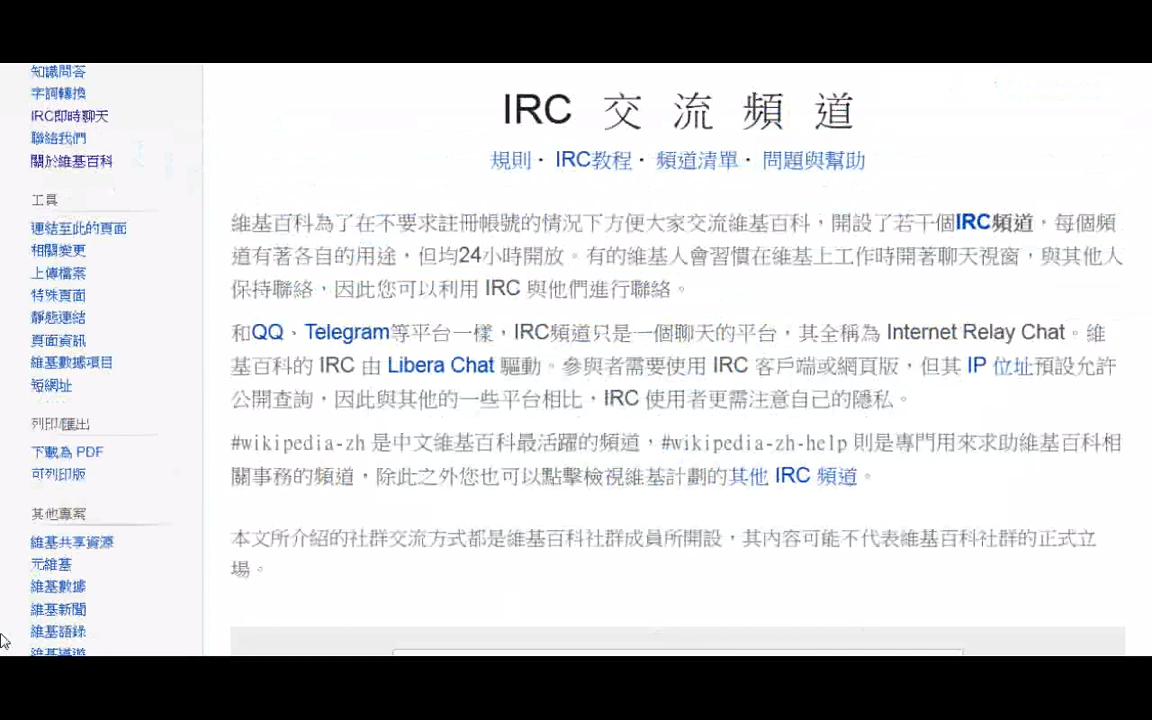 知識問答
字詞轉換
IRC即時聊天
聯絡我們
關於維基百科
工具
連結至此的頁面
相關變更
上傳檔案
特殊頁面
靜態連結
頁面資訊
維基數據項目
短網址
列印/匯出
下載為 PDF
可列印版
其他專案
維基共享資源
元維基
維基數據
維基新聞
維基語錄
維基導遊
IRC 交流頻道
規則· IRC教程· 頻道清單· 問題與幫助
維基百科為了在不要求註冊帳號的情況下方便大家交流維基百科，開設了若干個IRC頻道，每個頻
道有著各自的用途，但均24小時開放。有的維基人會習慣在維基上工作時開著聊天視窗，與其他人
保持聯絡，因此您可以利用 IRC 與他們進行聯絡。
和QQ、Telegram等平台一樣，IRC頻道只是一個聊天的平台，其全稱為 Internet Relay Chat。維
基百科的 IRC 由 Libera Chat 驅動。參與者需要使用 IRC 客戶端或網頁版，但其 IP 位址預設允許
公開查詢，因此與其他的一些平台相比，IRC 使用者更需注意自己的隱私。
#wikipedia-zh 是中文維基百科最活躍的頻道，#wikipedia-zh-help 則是專門用來求助維基百科相
關事務的頻道，除此之外您也可以點擊檢視維基計劃的其他 IRC 頻道。
本文所介紹的社群交流方式都是維基百科社群成員所開設，其內容可能不代表維基百科社群的正式立
場。